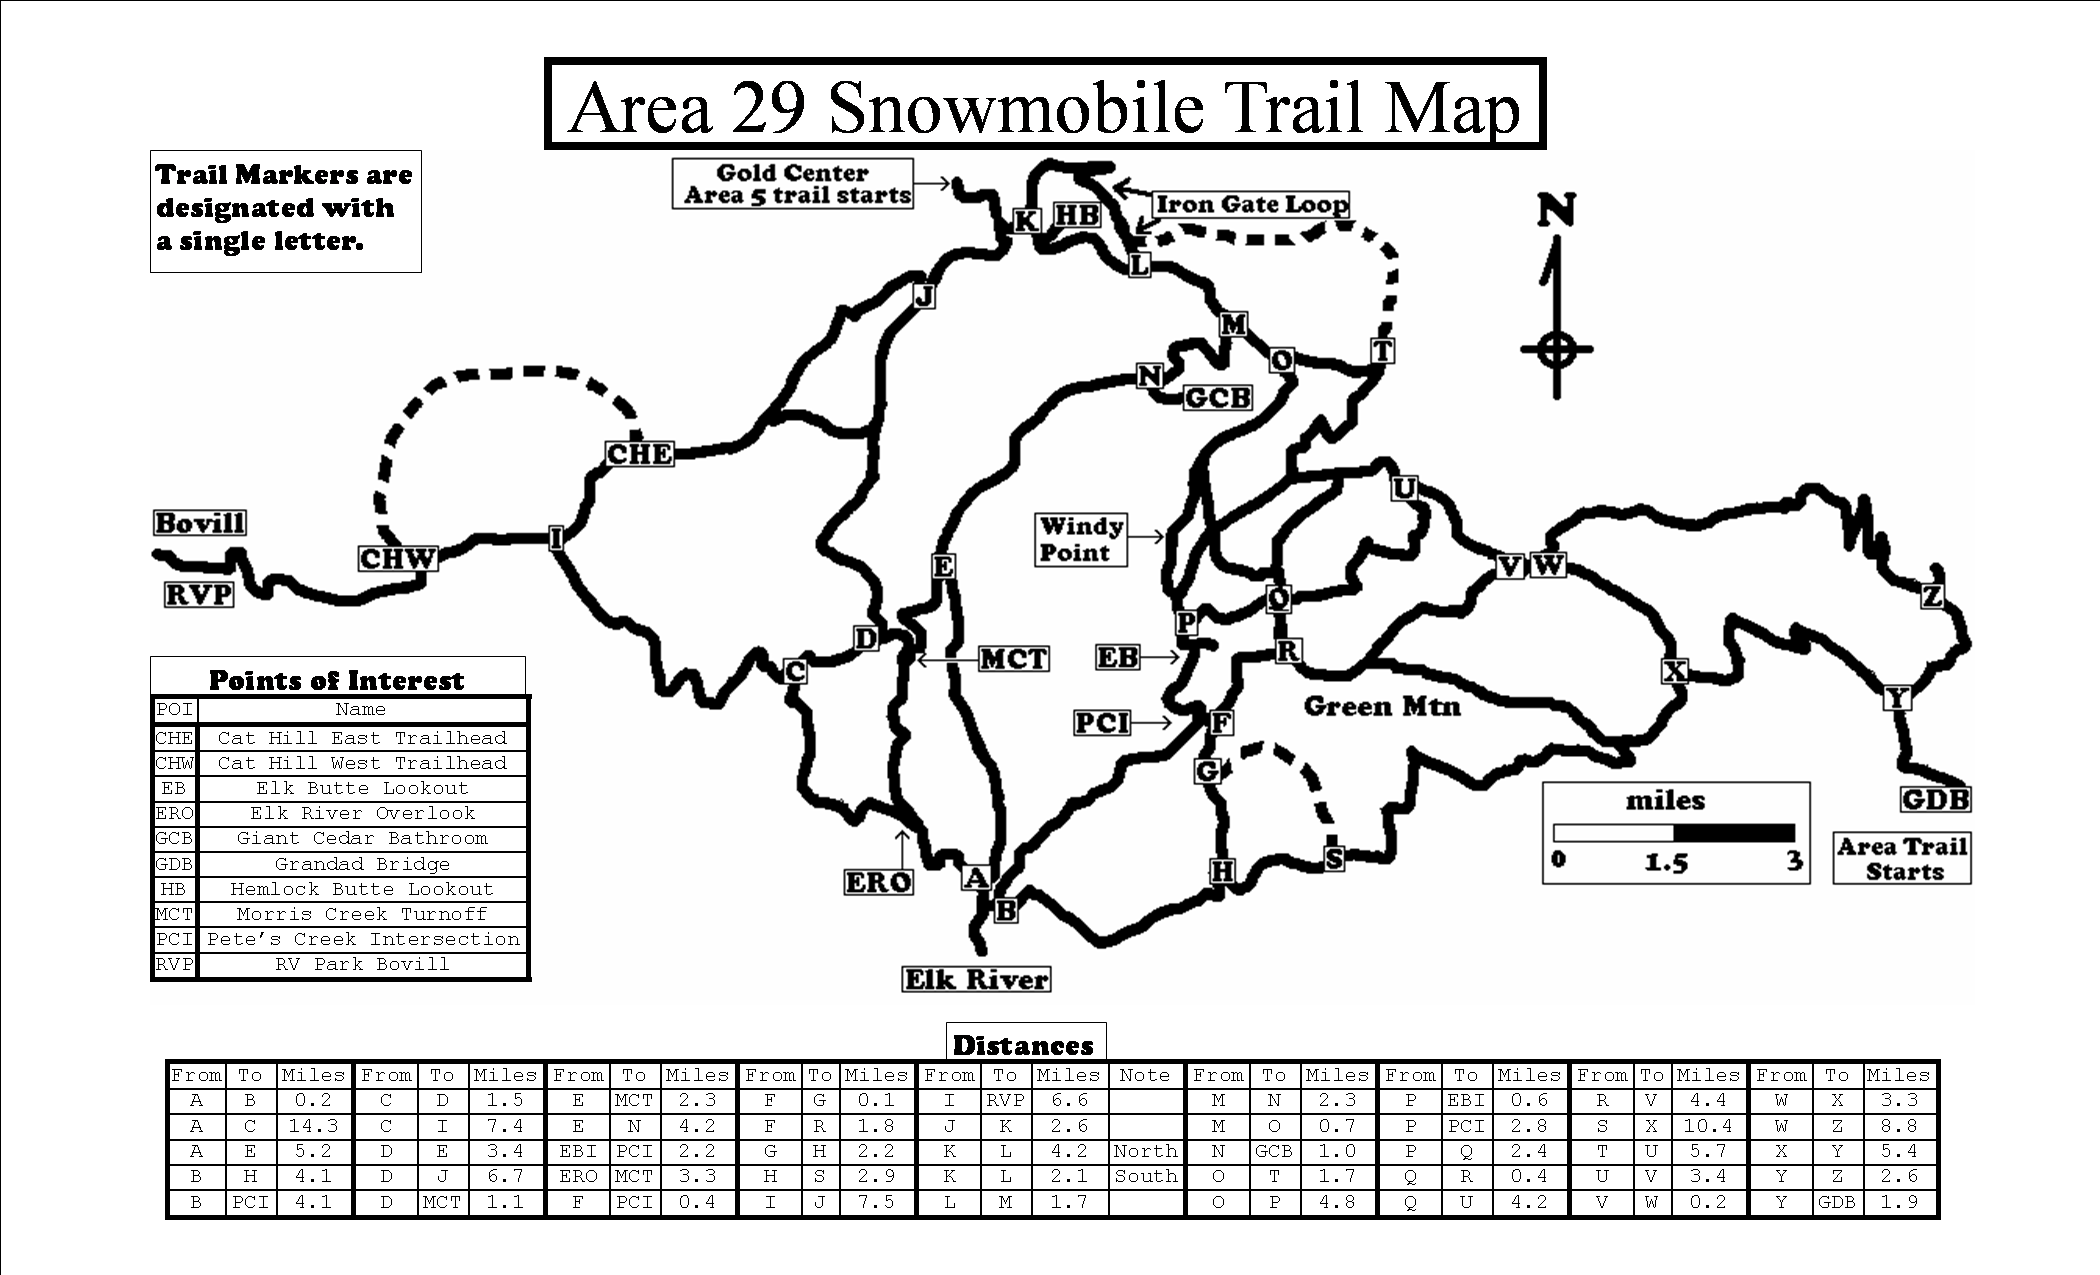 Area 29 Snowmobile Trail Map
Trail Markers are
designated with
a single letter.
Gold Center
Area 5 trail starts
K
HB
Iron Gate Loop
N
L
J
M
O
T
N
GCB
CHE
U
Bovill
Windy
Point
I
CHW
V
W
E
RVP
Z
Q
P
D
MCT
EB
R
C
X
Y
Green Mtn
PCI
F
G
GDB
miles
0
1.5
3
Area Trail
Starts
S
H
ERO
A
B
Elk River
Points of Interest
POI Name
CHE Cat Hill East Trailhead
CHW Cat Hill West Trailhead
EB Elk Butte Lookout
ERO Elk River Overlook
GCB Giant Cedar Bathroom
GDB Grandad Bridge
HB Hemlock Butte Lookout
MCT Morris Creek Turnoff
PCI Pete's Creek Intersection
RVP RV Park Bovill
Distances
From To Miles From To Miles From To Miles From To Miles From To Miles Note From To Miles From To Miles From To Miles From To Miles
A B 0.2 C D 1.5 E MCT 2.3 F G 0.1 I RVP 6.6 M N 2.3 P EBI 0.6 R V 4.4 W X 3.3
A C 14.3 C I 7.4 E N 4.2 F R 1.8 J K 2.6 M O 0.7 P PCI 2.8 S X 10.4 W Z 8.8
A E 5.2 D E 3.4 EBI PCI 2.2 G H 2.2 K L 4.2 North N GCB 1.0 P Q 2.4 T U 5.7 X Y 5.4
B H 4.1 D J 6.7 ERO MCT 3.3 H S 2.9 K L 2.1 South O T 1.7 Q R 0.4 U V 3.4 Y Z 2.6
B PCI 4.1 D MCT 1.1 F PCI 0.4 I J 7.5 L M 1.7 O P 4.8 Q U 4.2 V W 0.2 Y GDB 1.9